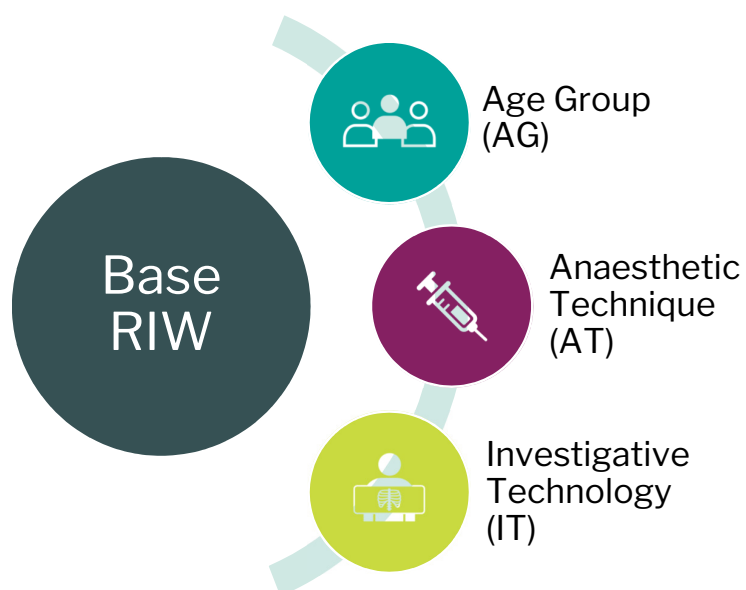 Base
RIW
Age Group
(AG)
Anaesthetic
Technique
(AT)
Investigative
Technology
(IT)